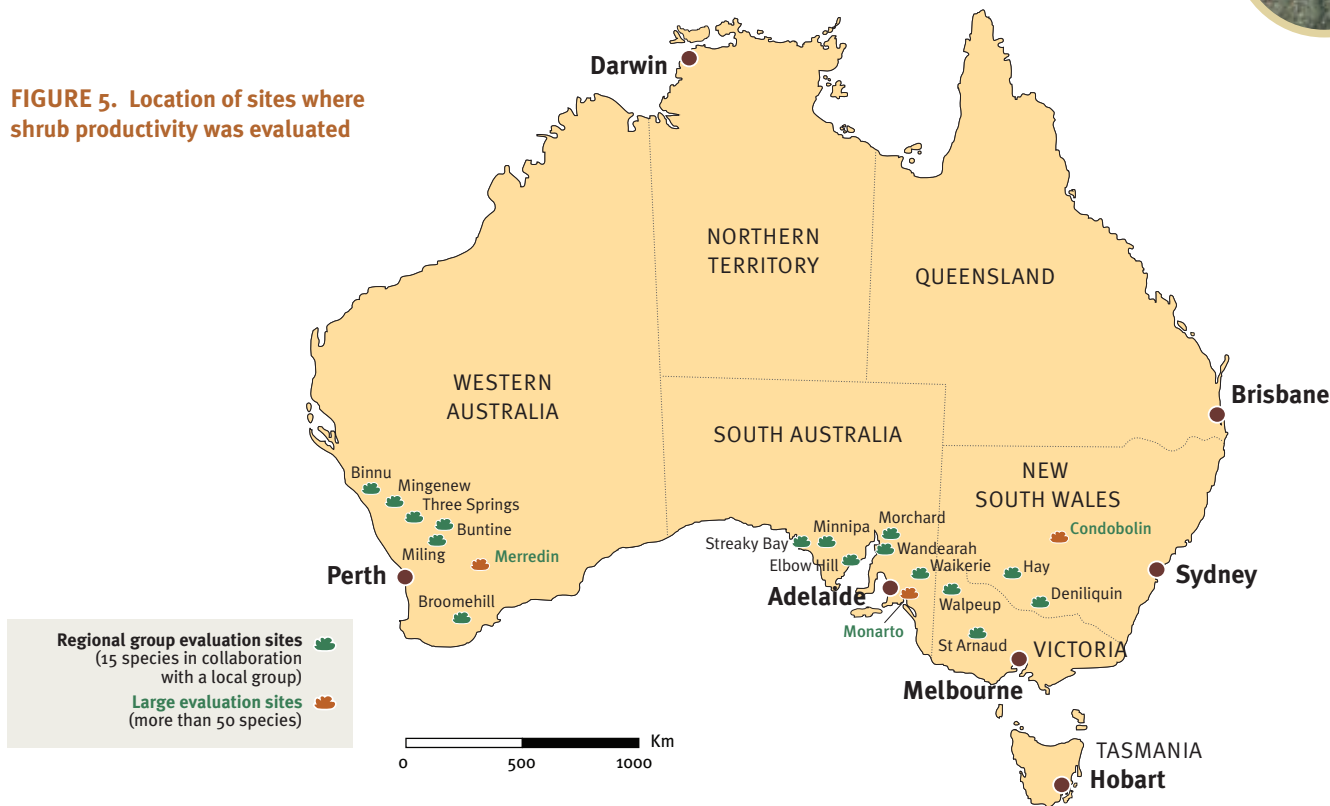 FIGURE 5. Location of sites where
shrub productivity was evaluated
Darwin
NORTHERN
TERRITORY
QUEENSLAND
WESTERN
AUSTRALIA
SOUTH AUSTRALIA
Brisbane
NEW
SOUTH WALES
Binnu
Mingenew
Three Springs
Buntine
Miling
Merredin
Perth
Broomehill
Streaky Bay
Minnipa
Elbow Hill
Morchard
Wandearah
Waikerie
Adelaide
Monarto
Walpeup
St Arnaud
Condobolin
Hay
Deniliquin
Sydney
VICTORIA
Melbourne
TASMANIA
Hobart
Regional group evaluation sites
(15 species in collaboration
with a local group)
Large evaluation sites
(more than 50 species)
Km
0 500 1000